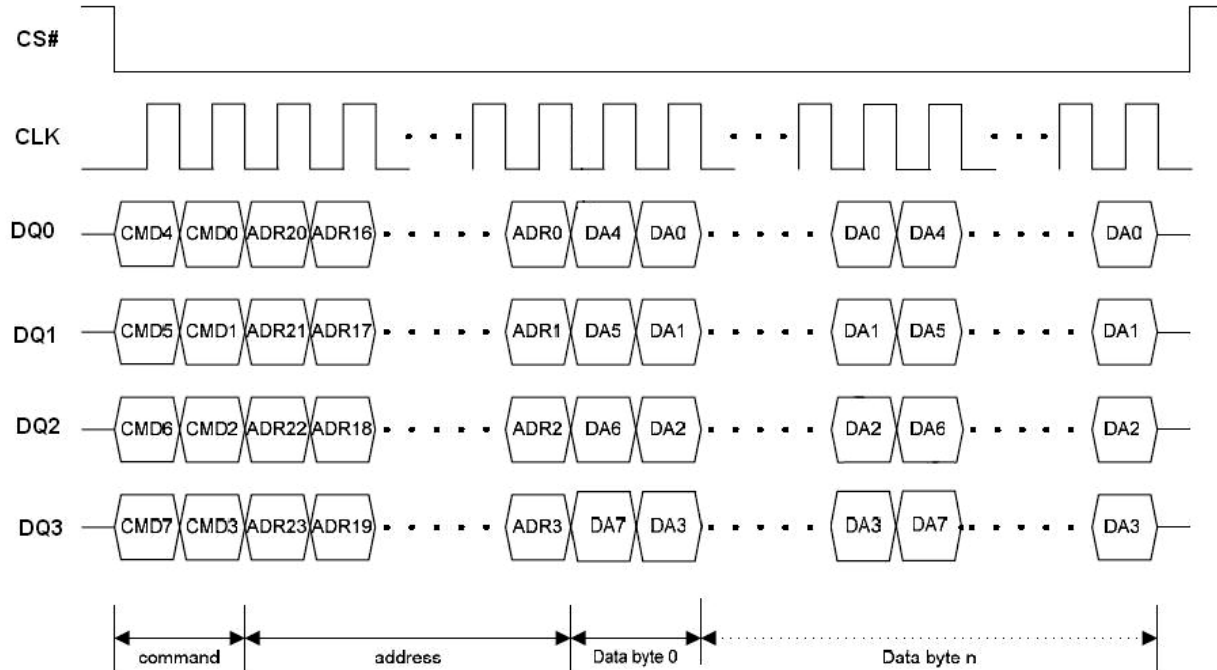 CS#
CLK
DQ0 CMD4 CMD0 ADR20 ADR16 ADR0 DA4 DA0 DA0 DA4 DA0
DQ1 CMD5 CMD1 ADR21 ADR17 ADR1 DA5 DA1 DA1 DA5 DA1
DQ2 CMD6 CMD2 ADR22 ADR18 ADR2 DA6 DA2 DA2 DA6 DA2
DQ3 CMD7 CMD3 ADR23 ADR19 ADR3 DA7 DA3 DA3 DA7 DA3
command address Data byte 0 Data byte n